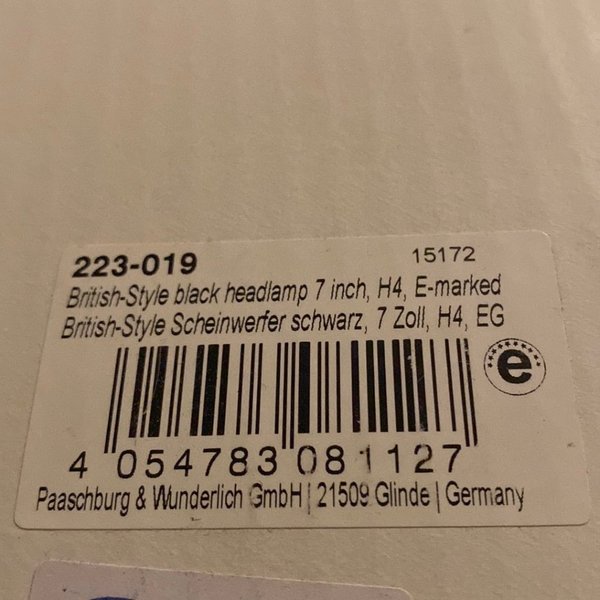 223-019 15172
British-Style black headlamp 7 inch, H4, E-marked
British-Style Scheinwerfer schwarz, 7 Zoll, H4, EG
e
4 054783 081127
Paaschburg & Wunderlich GmbH | 21509 Glinde | Germany